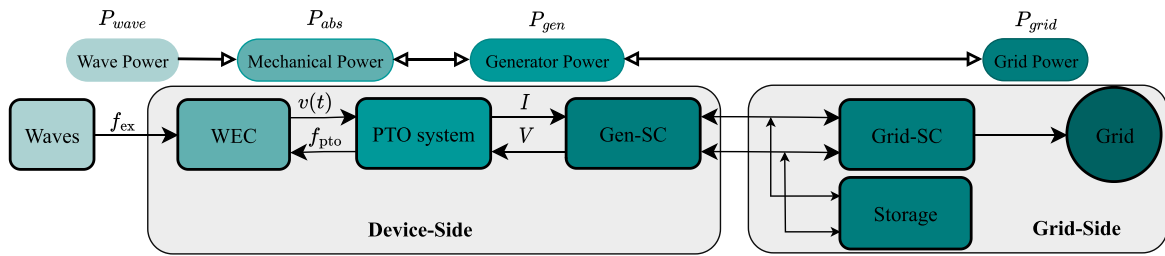 P_wave P_abs P_gen P_grid
Wave Power Mechanical Power Generator Power Grid Power
Waves f_ex WEC v(t) f_pto PTO system I V Gen-SC Grid-SC Grid
Storage
Device-Side Grid-Side